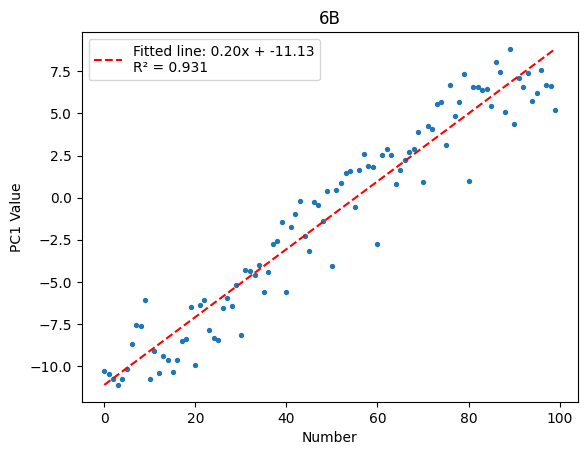 6B
Fitted line: 0.20x + -11.13
R² = 0.931
PC1 Value
7.5
5.0
2.5
0.0
−2.5
−5.0
−7.5
−10.0
0 20 40 60 80 100
Number